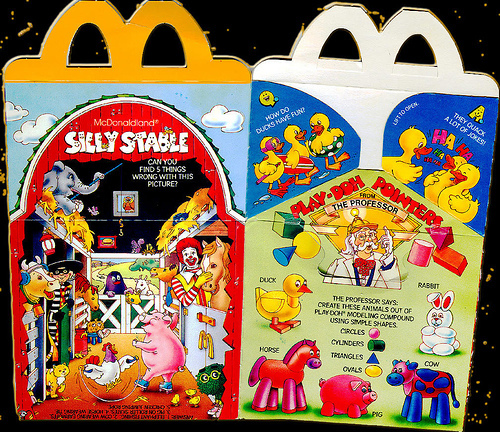 McDonaldland®
SILLY STABLE
CAN YOU
FIND 5 THINGS
WRONG WITH THIS
PICTURE?
HOW DO
DUCKS HAVE FUN?
LIFT TO OPEN.
THEY QUACK
A LOT OF JOKES!
HA HA
PLAY-DOH POINTERS
FROM
THE PROFESSOR
DUCK
RABBIT
THE PROFESSOR SAYS:
CREATE THESE ANIMALS OUT OF
PLAY-DOH® MODELING COMPOUND
USING SIMPLE SHAPES.
CIRCLES
CYLINDERS
TRIANGLES
OVALS
HORSE
COW
PIG